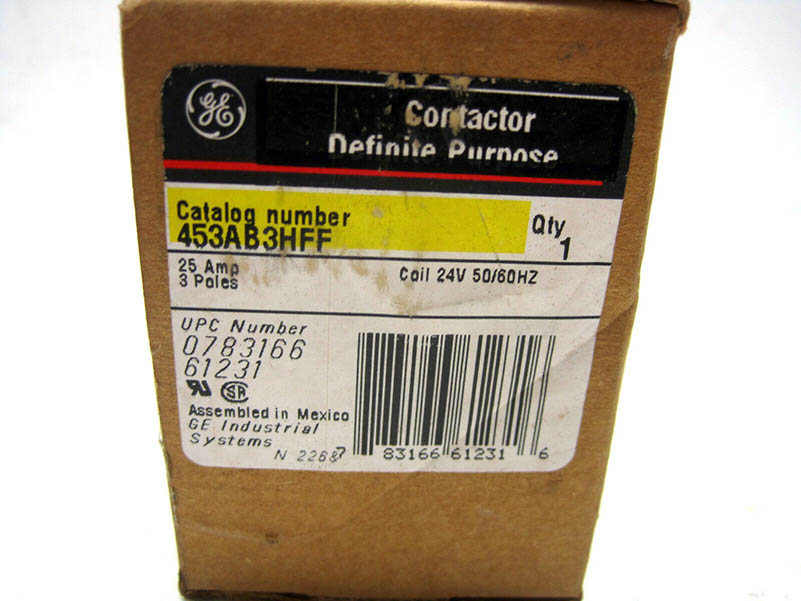 GE
Contactor
Definite Purpose
Catalog number
453AB3HFF
Qty
1
25 Amp
3 Poles
Coil 24V 50/60HZ
UPC Number
0783166
61231
Assembled in Mexico
GE Industrial
Systems
N 2268
7 83166 61231 6